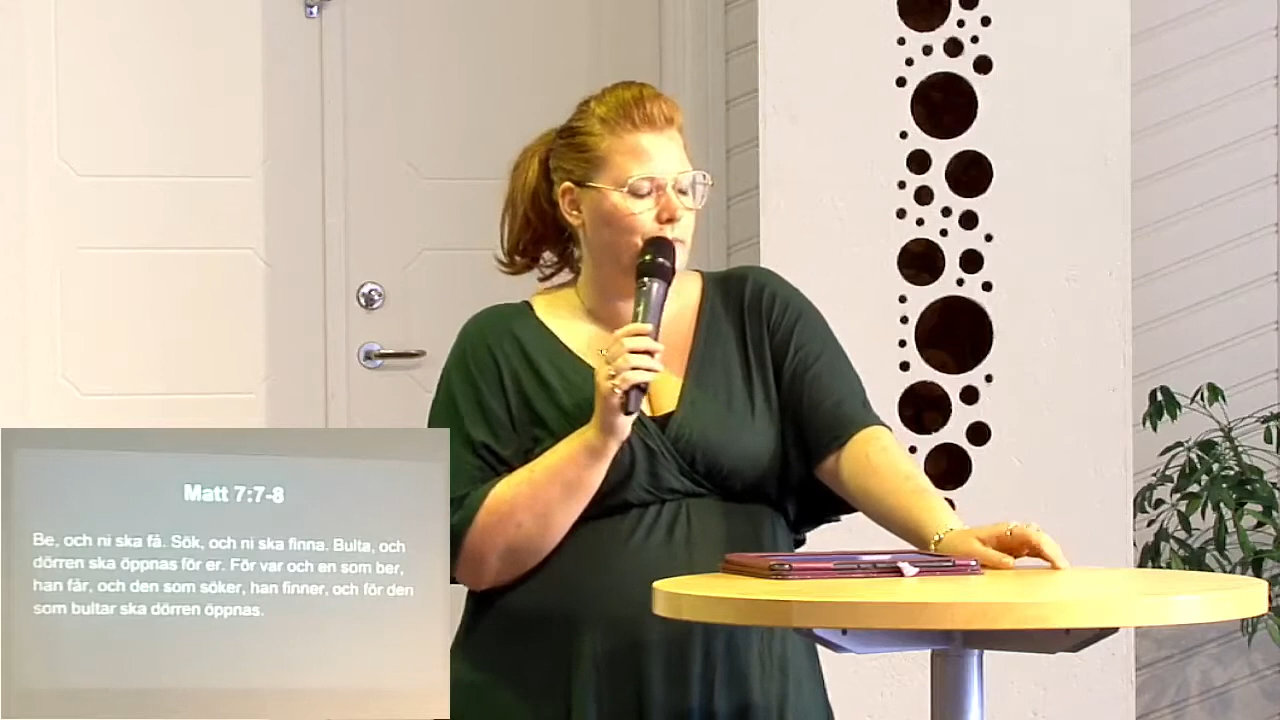 Matt 7:7-8
Be, och ni ska få. Sök, och ni ska finna. Bulta, och
dörren ska öppnas för er. För var och en som ber,
han får, och den som söker, han finner, och för den
som bultar ska dörren öppnas.